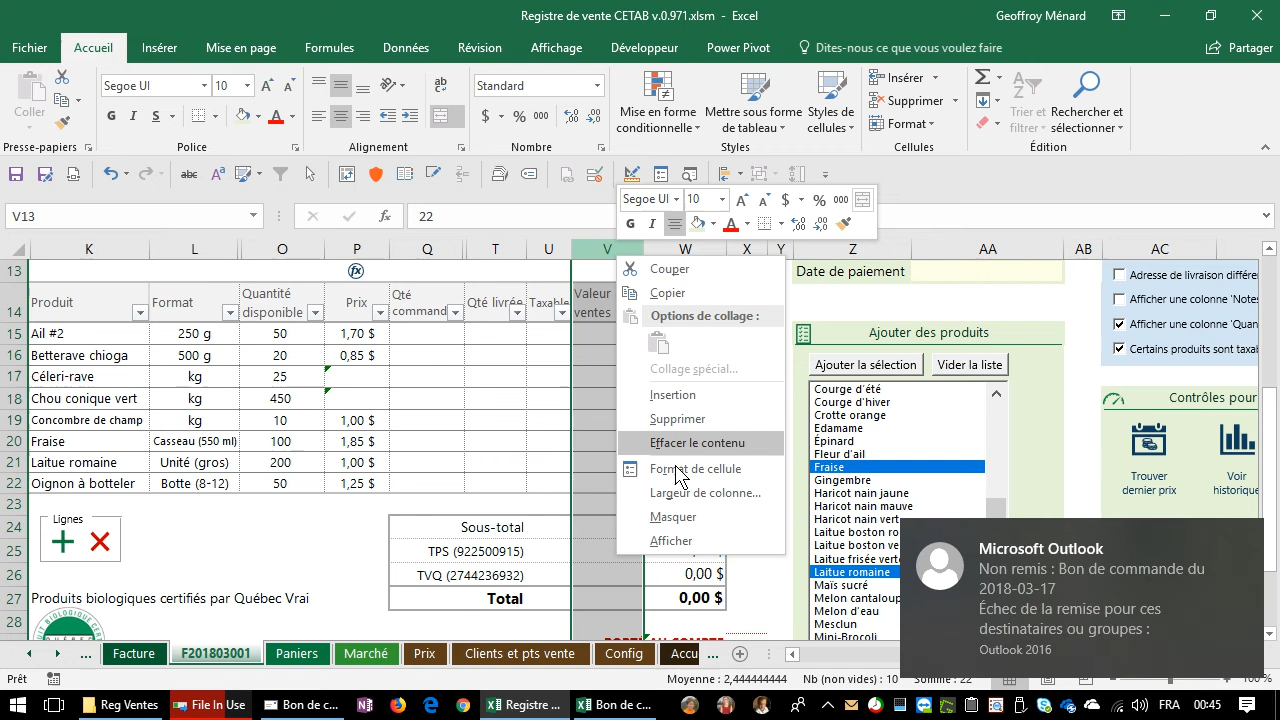 Registre de vente CETAB v.0.971.xlsm - Excel
Geoffroy Ménard
Fichier Accueil Insérer Mise en page Formules Données Révision Affichage Développeur Power Pivot Dites-nous ce que vous voulez faire Partager
Coller
Segoe UI 10
Standard
Mise en forme conditionnelle
Mettre sous forme de tableau
Styles de cellules
Insérer
Supprimer
Format
Trier et filtrer
Rechercher et sélectionner
Presse-papiers Police Alignement Nombre Styles Cellules Édition
V13 fx 22
Segoe UI 10
G I
K L O P Q T U V W X Y Z AA AB AC
13
14 Produit Format Quantité disponible Prix Qté command Qté livrée Taxable Valeur ventes
15 Ail #2 250 g 50 1,70 $
16 Betterave chioga 500 g 20 0,85 $
17 Céleri-rave kg 25
18 Chou conique vert kg 450
19 Concombre de champ kg 10 1,00 $
20 Fraise Casseau (550 ml) 100 1,85 $
21 Laitue romaine Unité (gros) 200 1,00 $
22 Oignon à botteler Botte (8-12) 50 1,25 $
23
24 Sous-total
25 TPS (922500915)
26 TVQ (2744236932) 0,00 $
27 Produits biologiques certifiés par Québec Vrai Total 0,00 $
28
Lignes
Couper
Copier
Options de collage :
Collage spécial...
Insertion
Supprimer
Effacer le contenu
Format de cellule
Largeur de colonne...
Masquer
Afficher
Date de paiement
Ajouter des produits
Ajouter la sélection
Vider la liste
Courge d'été
Courge d'hiver
Crotte orange
Edamame
Épinard
Fleur d'ail
Fraise
Gingembre
Haricot nain jaune
Haricot nain mauve
Haricot nain vert
Laitue boston ro
Laitue boston ve
Laitue frisée verte
Laitue romaine
Maïs sucré
Melon cantaloup
Melon d'eau
Mesclun
Mini-Brocoli
Adresse de livraison différe
Afficher une colonne 'Notes
Afficher une colonne 'Quan
Certains produits sont taxal
Contrôles pour
Trouver dernier prix
Voir historique
Microsoft Outlook
Non remis : Bon de commande du
2018-03-17
Échec de la remise pour ces
destinataires ou groupes :
Outlook 2016
... Facture F201803001 Paniers Marché Prix Clients et pts vente Config Accu ...
Prêt Moyenne : 2,444444444 Nb (non vides) : 10 Somme : 22 100 %
Reg Ventes File In Use Bon de c... Registre ... Bon de c... FRA 00:45